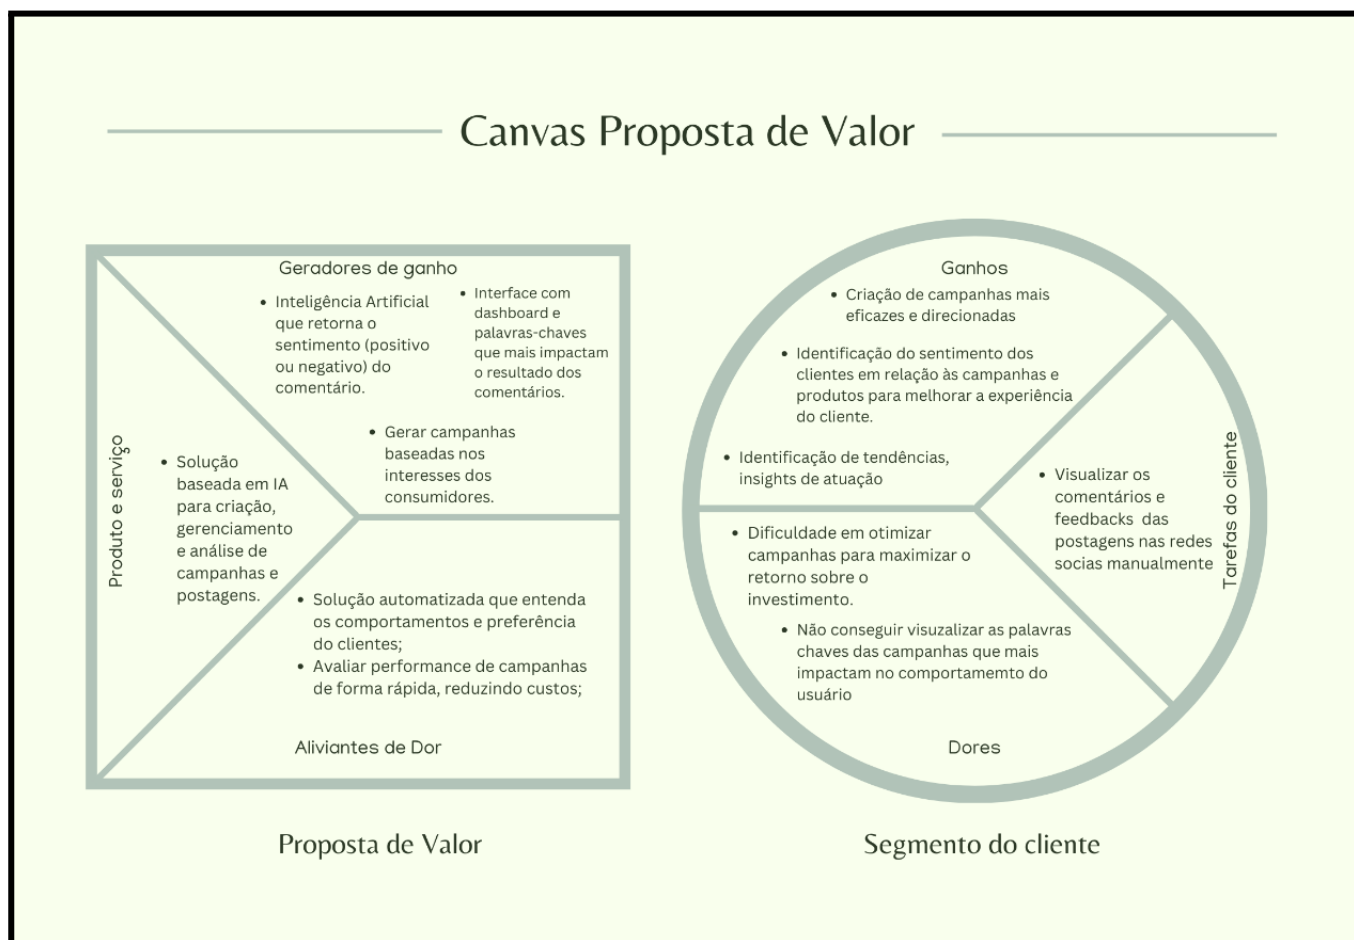 Canvas Proposta de Valor
Geradores de ganho
Inteligência Artificial
que retorna o
sentimento (positivo
ou negativo) do
comentário.
Interface com
dashboard e
palavras-chaves
que mais impactam
o resultado dos
comentários.
Gerar campanhas
baseadas nos
interesses dos
consumidores.
Produto e serviço
Solução
baseada em IA
para criação,
gerenciamento
e análise de
campanhas e
postagens.
Solução automatizada que entenda
os comportamentos e preferência
do clientes;
Avaliar performance de campanhas
de forma rápida, reduzindo custos;
Aliviantes de Dor
Proposta de Valor
Ganhos
Criação de campanhas mais
eficazes e direcionadas
Identificação do sentimento dos
clientes em relação às campanhas e
produtos para melhorar a experiência
do cliente.
Identificação de tendências,
insights de atuação
Visualizar os
comentários e
feedbacks  das
postagens nas redes
socias manualmente
Tarefas do cliente
Dificuldade em otimizar
campanhas para maximizar o
retorno sobre o
investimento.
Não conseguir visuzalizar as palavras
chaves das campanhas que mais
impactam no comportamemto do
usuário
Dores
Segmento do cliente